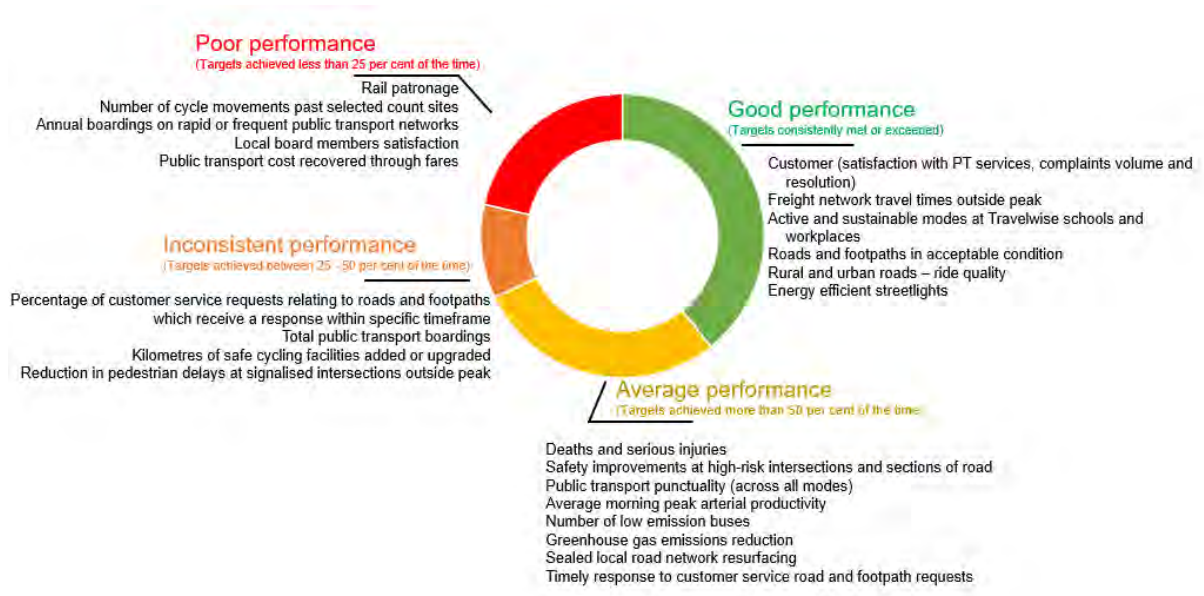 Poor performance
(Targets achieved less than 25 per cent of the time)
Rail patronage
Number of cycle movements past selected count sites
Annual boardings on rapid or frequent public transport networks
Local board members satisfaction
Public transport cost recovered through fares
Good performance
(Targets consistently met or exceeded)
Customer (satisfaction with PT services, complaints volume and
resolution)
Freight network travel times outside peak
Active and sustainable modes at Travelwise schools and
workplaces
Roads and footpaths in acceptable condition
Rural and urban roads – ride quality
Energy efficient streetlights
Inconsistent performance
(Targets achieved between 25 - 50 per cent of the time)
Percentage of customer service requests relating to roads and footpaths
which receive a response within specific timeframe
Total public transport boardings
Kilometres of safe cycling facilities added or upgraded
Reduction in pedestrian delays at signalised intersections outside peak
Average performance
(Targets achieved more than 50 per cent of the time
Deaths and serious injuries
Safety improvements at high-risk intersections and sections of road
Public transport punctuality (across all modes)
Average morning peak arterial productivity
Number of low emission buses
Greenhouse gas emissions reduction
Sealed local road network resurfacing
Timely response to customer service road and footpath requests